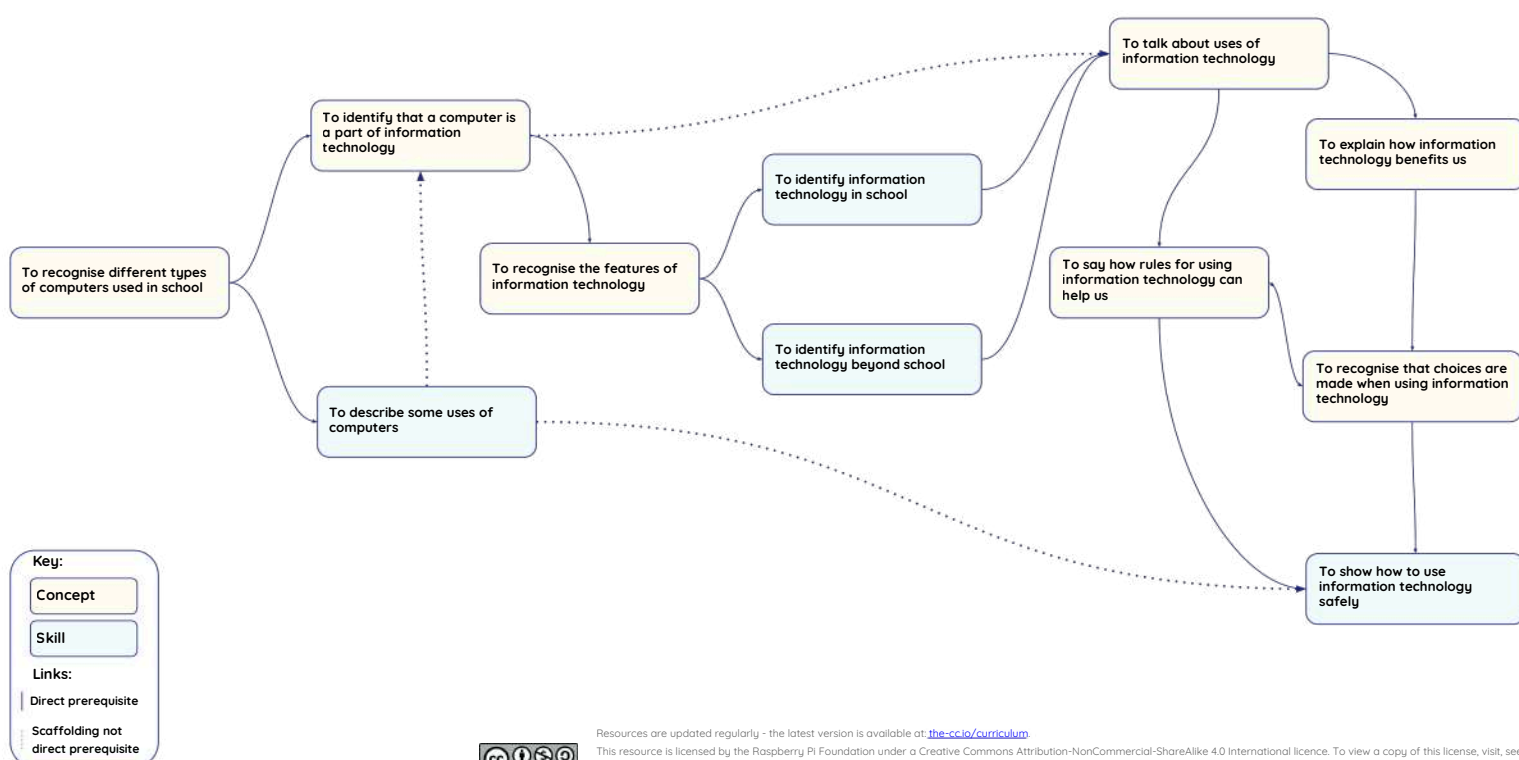 To talk about uses of
information technology
To identify that a computer is
a part of information
technology
To explain how information
technology benefits us
To identify information
technology in school
To recognise different types
of computers used in school
To recognise the features of
information technology
To say how rules for using
information technology can
help us
To identify information
technology beyond school
To recognise that choices are
made when using information
technology
To describe some uses of
computers
To show how to use
information technology
safely
Key:
Concept
Skill
Links:
Direct prerequisite
Scaffolding not
direct prerequisite
Resources are updated regularly - the latest version is available at: the-cc.io/curriculum.
This resource is licensed by the Raspberry Pi Foundation under a Creative Commons Attribution-NonCommercial-ShareAlike 4.0 International licence. To view a copy of this license, visit, see
cc